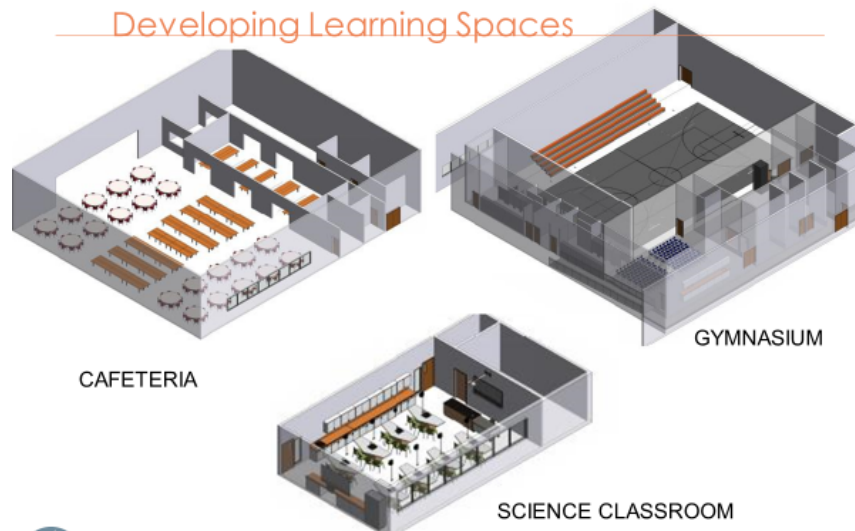 Developing Learning Spaces
GYMNASIUM
CAFETERIA
SCIENCE CLASSROOM